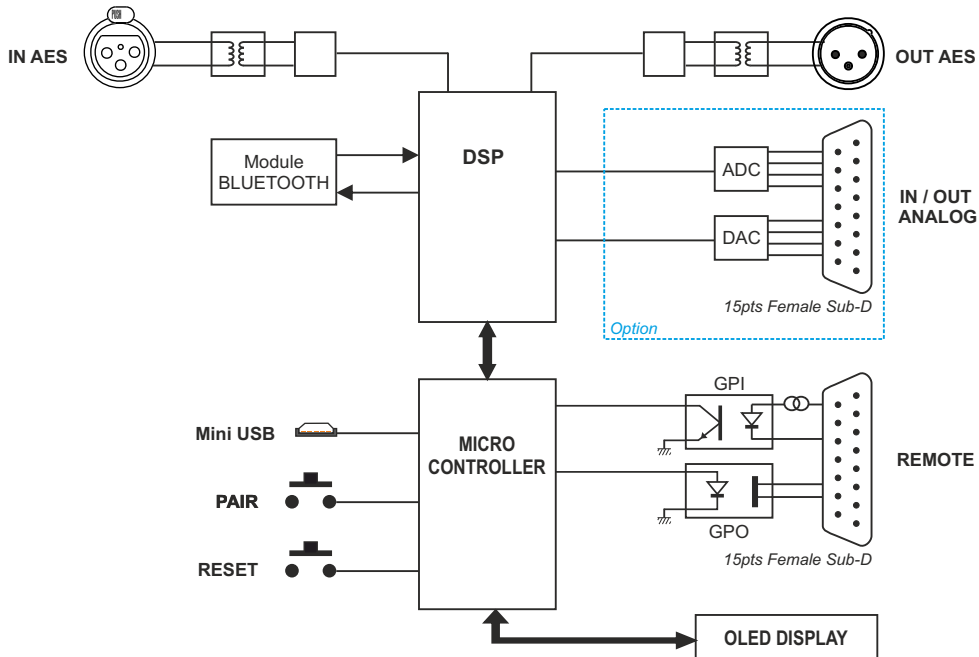 PUSH
IN AES
OUT AES
DSP
Module
BLUETOOTH
ADC
DAC
IN / OUT
ANALOG
15pts Female Sub-D
Option
GPI
Mini USB
MICRO
CONTROLLER
REMOTE
PAIR
GPO
15pts Female Sub-D
RESET
OLED DISPLAY